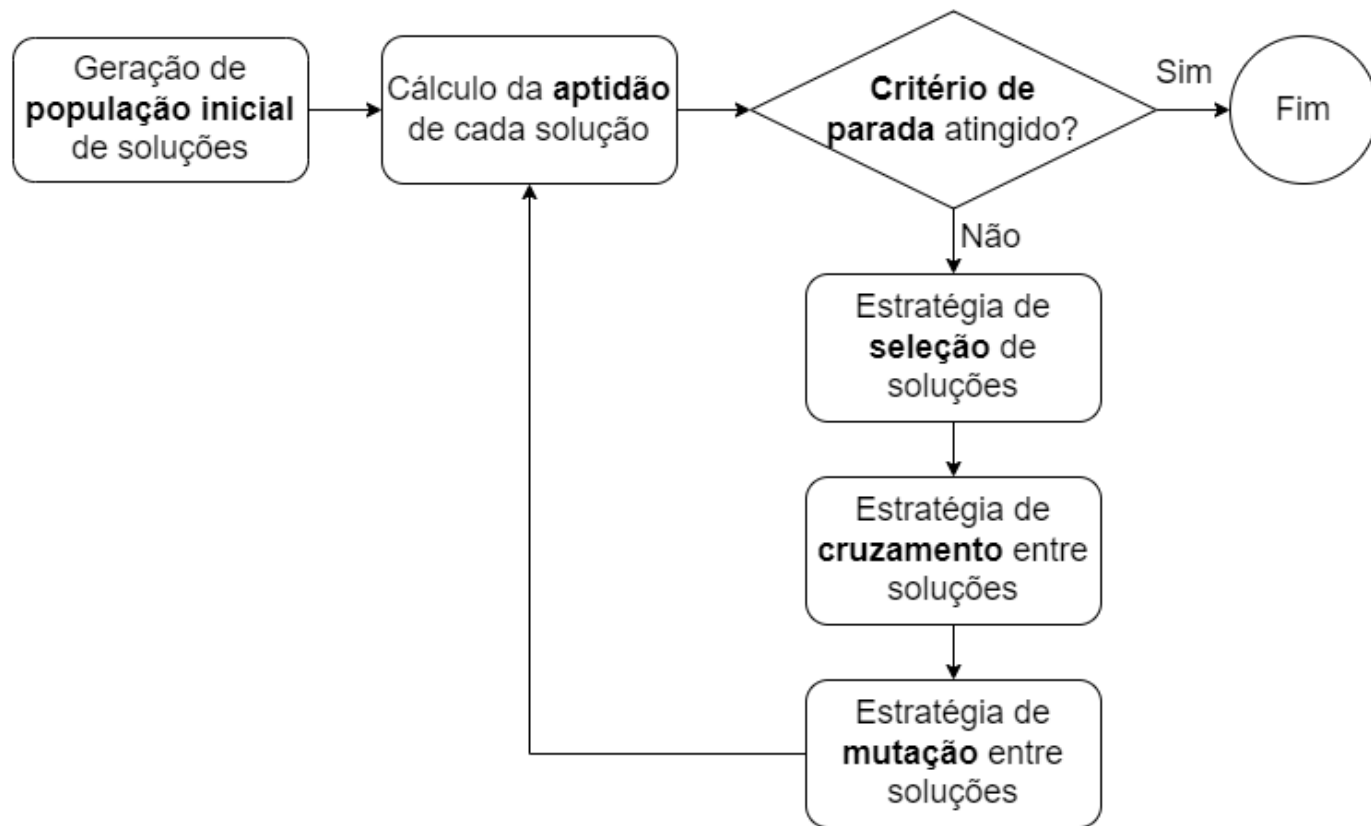 Geração de
população inicial
de soluções
Cálculo da aptidão
de cada solução
Critério de
parada atingido?
Sim
Fim
Não
Estratégia de
seleção de
soluções
Estratégia de
cruzamento entre
soluções
Estratégia de
mutação entre
soluções